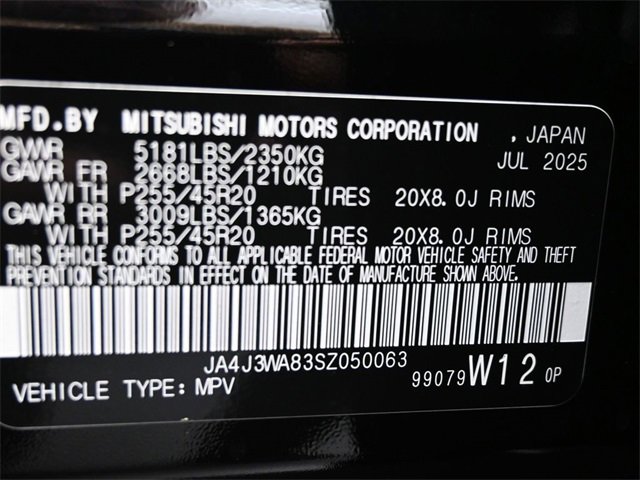 MFD.BY MITSUBISHI MOTORS CORPORATION , JAPAN
GVWR 5181LBS/2350KG JUL 2025
GAWR FR 2668LBS/1210KG
WITH P255/45R20 TIRES 20X8.0J RIMS
GAWR RR 3009LBS/1365KG
WITH P255/45R20 TIRES 20X8.0J RIMS
THIS VEHICLE CONFORMS TO ALL APPLICABLE FEDERAL MOTOR VEHICLE SAFETY AND THEFT
PREVENTION STANDARDS IN EFFECT ON THE DATE OF MANUFACTURE SHOWN ABOVE.
JA4J3WA83SZ050063
VEHICLE TYPE: MPV 99079 W12 0P